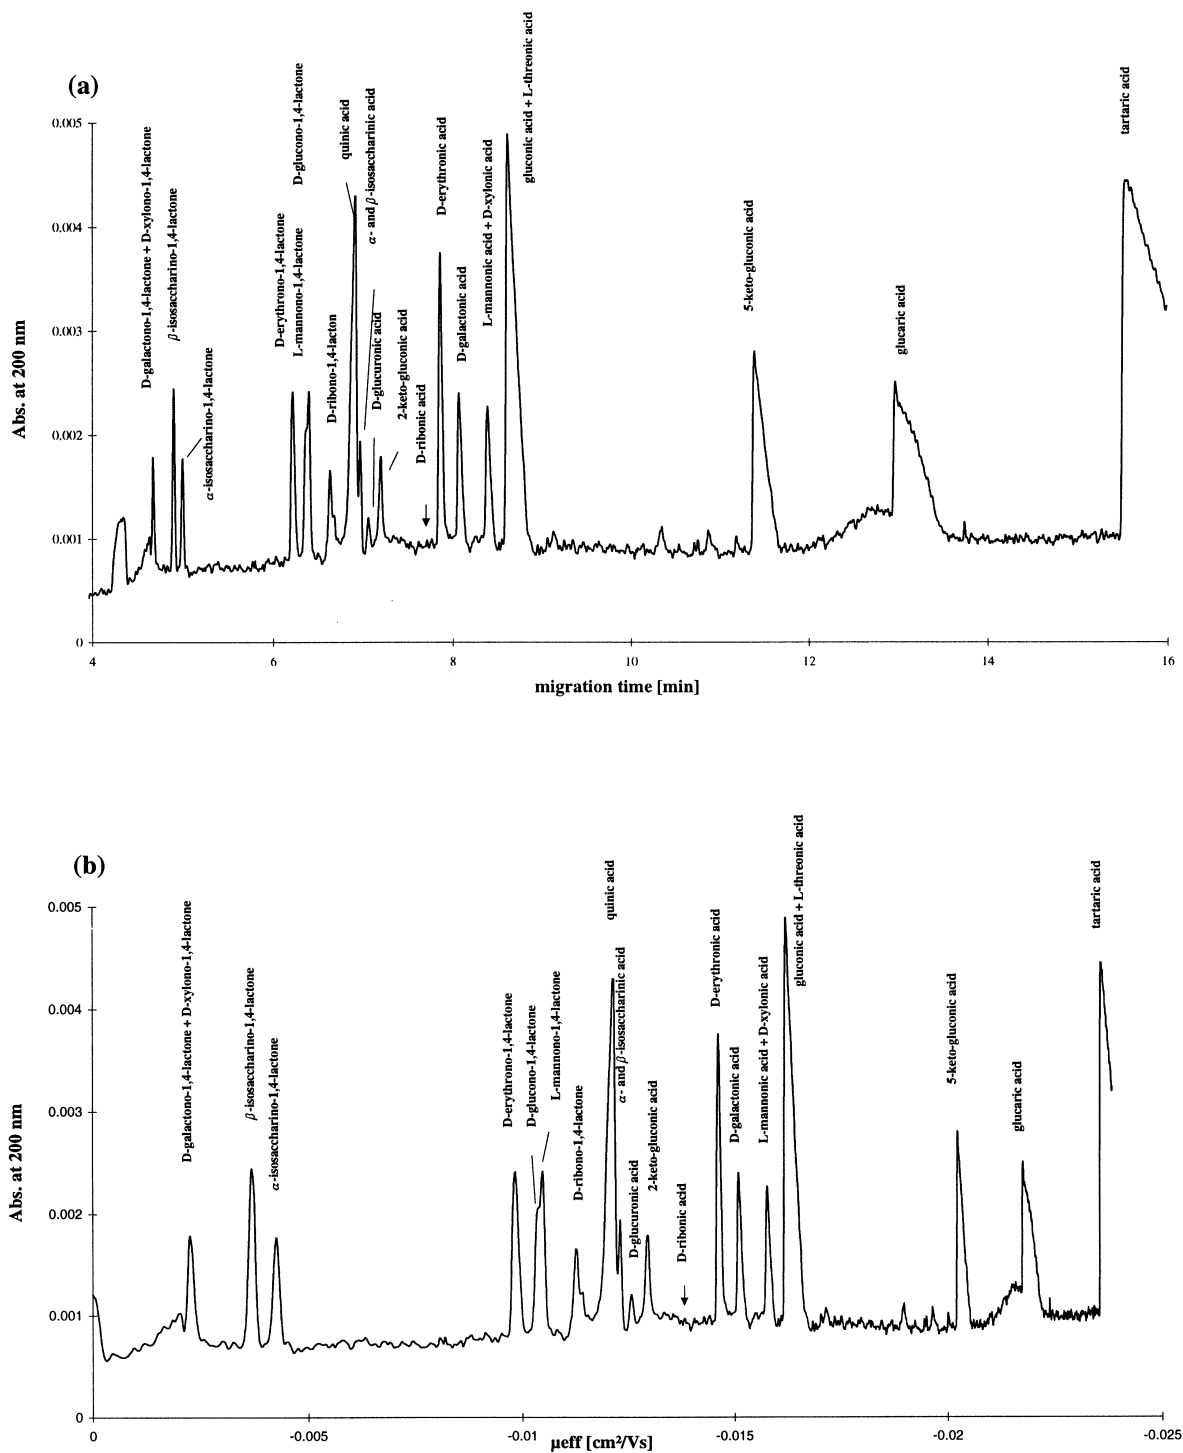 (a)
Abs. at 200 nm
0.005
0.004
0.003
0.002
0.001
0
D-galactono-1,4-lactone + D-xylono-1,4-lactone
β-isosaccharino-1,4-lactone
α-isosaccharino-1,4-lactone
D-erythrono-1,4-lactone
L-mannono-1,4-lactone
D-glucono-1,4-lactone
D-ribono-1,4-lacton
quinic acid
α- and β-isosaccharinic acid
D-glucuronic acid
2-keto-gluconic acid
D-ribonic acid
D-erythronic acid
D-galactonic acid
L-mannonic acid + D-xylonic acid
gluconic acid + L-threonic acid
5-keto-gluconic acid
glucaric acid
tartaric acid
4 6 8 10 12 14 16
migration time [min]
(b)
Abs. at 200 nm
0.005
0.004
0.003
0.002
0.001
0
D-galactono-1,4-lactone + D-xylono-1,4-lactone
β-isosaccharino-1,4-lactone
α-isosaccharino-1,4-lactone
D-erythrono-1,4-lactone
D-glucono-1,4-lactone
L-mannono-1,4-lactone
D-ribono-1,4-lactone
quinic acid
α- and β-isosaccharinic acid
D-glucuronic acid
2-keto-gluconic acid
D-ribonic acid
D-erythronic acid
D-galactonic acid
L-mannonic acid + D-xylonic acid
gluconic acid + L-threonic acid
5-keto-gluconic acid
glucaric acid
tartaric acid
0 -0.005 -0.01 -0.015 -0.02 -0.025
μeff [cm²/Vs]